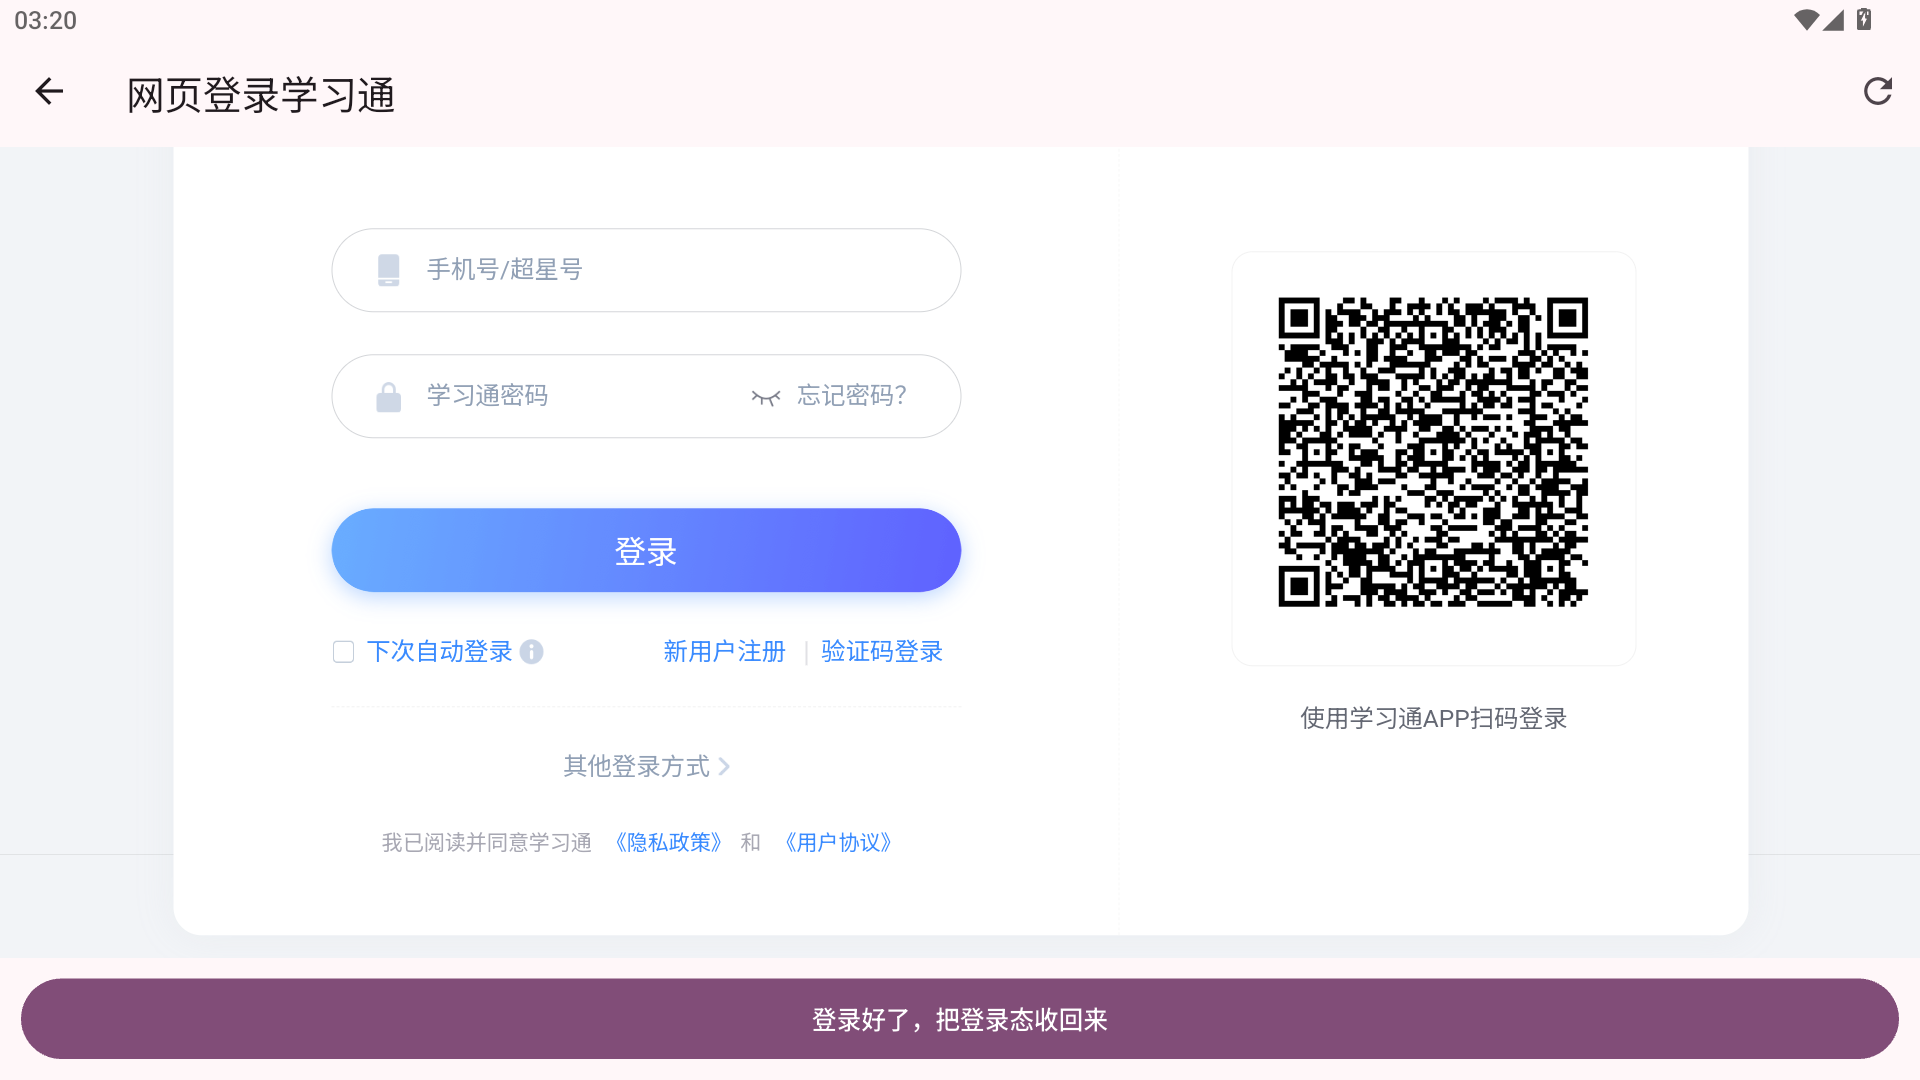 03:20
网页登录学习通
手机号/超星号
学习通密码
忘记密码?
登录
下次自动登录
新用户注册
验证码登录
其他登录方式
我已阅读并同意学习通 《隐私政策》 和 《用户协议》
使用学习通APP扫码登录
登录好了，把登录态收回来